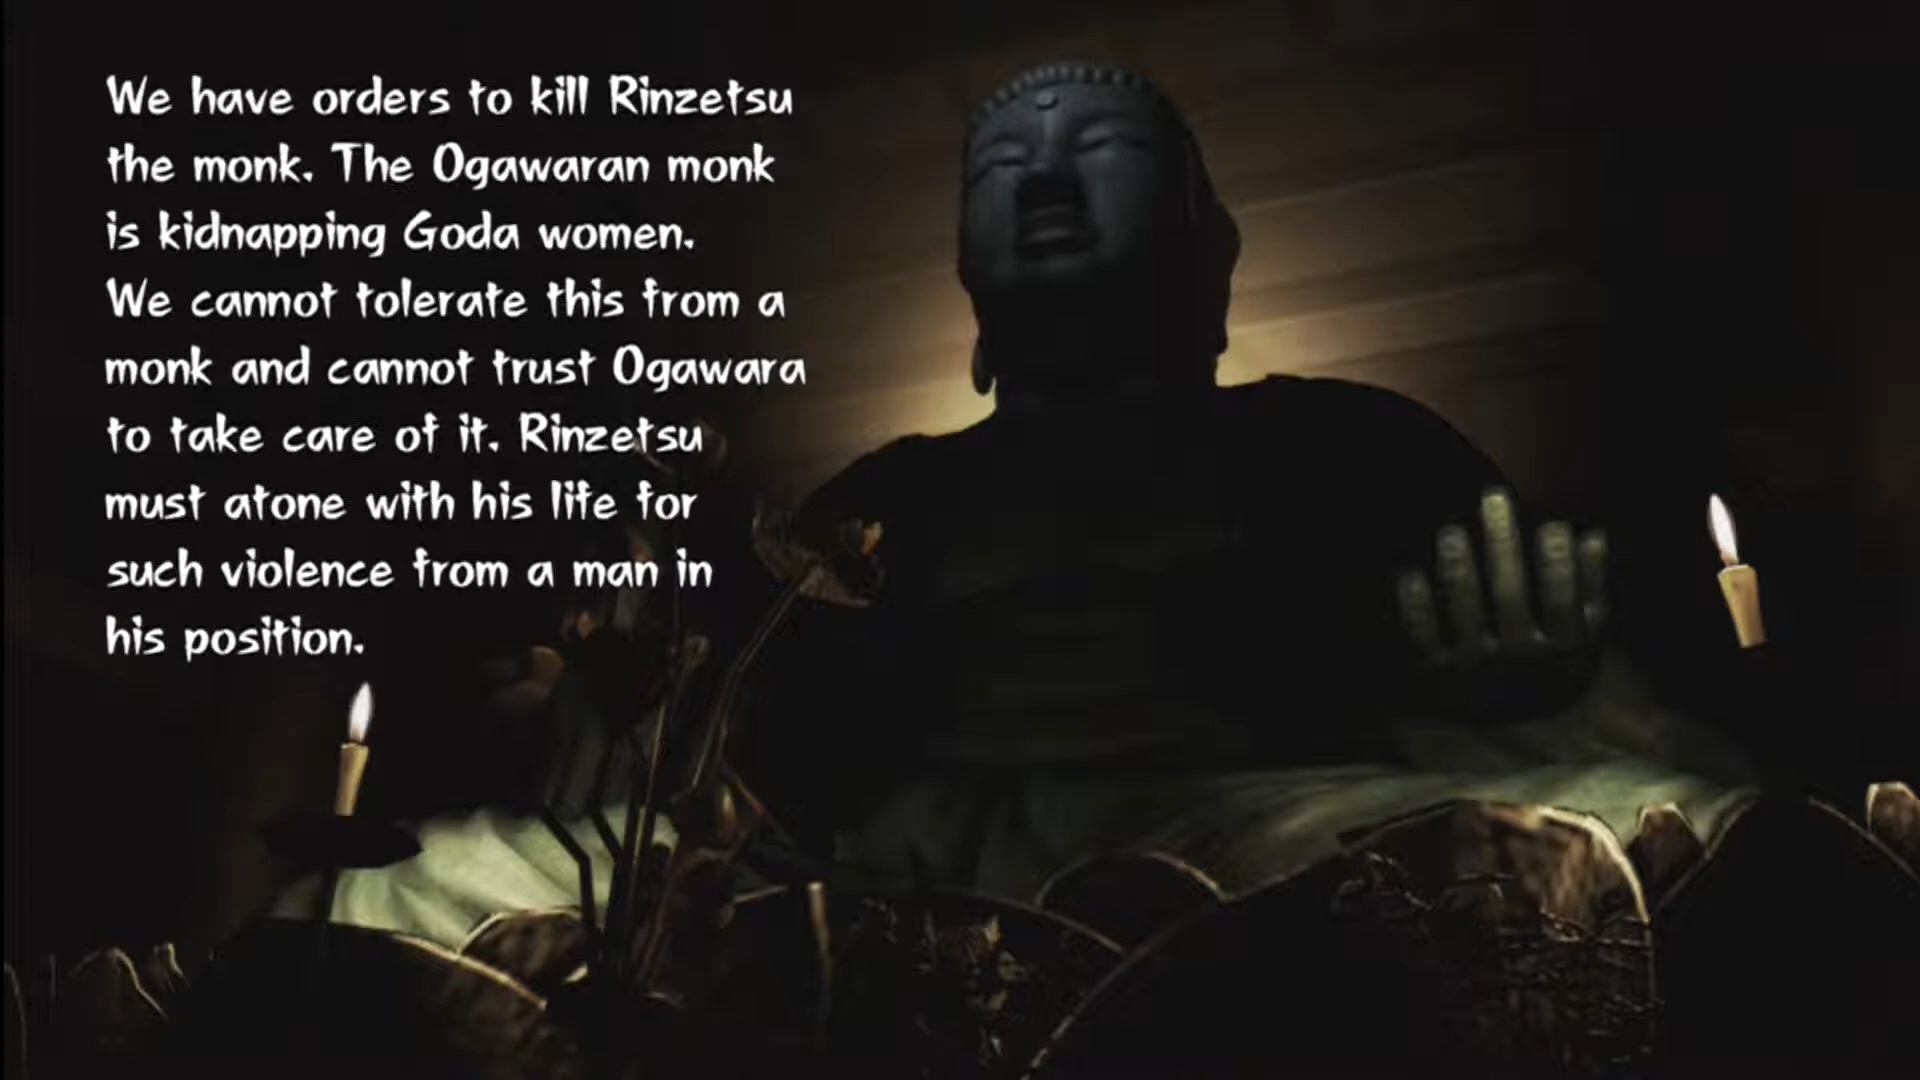 We have orders to kill Rinzetsu
the monk. The Ogawaran monk
is kidnapping Goda women.
We cannot tolerate this from a
monk and cannot trust Ogawara
to take care of it. Rinzetsu
must atone with his life for
such violence from a man in
his position.